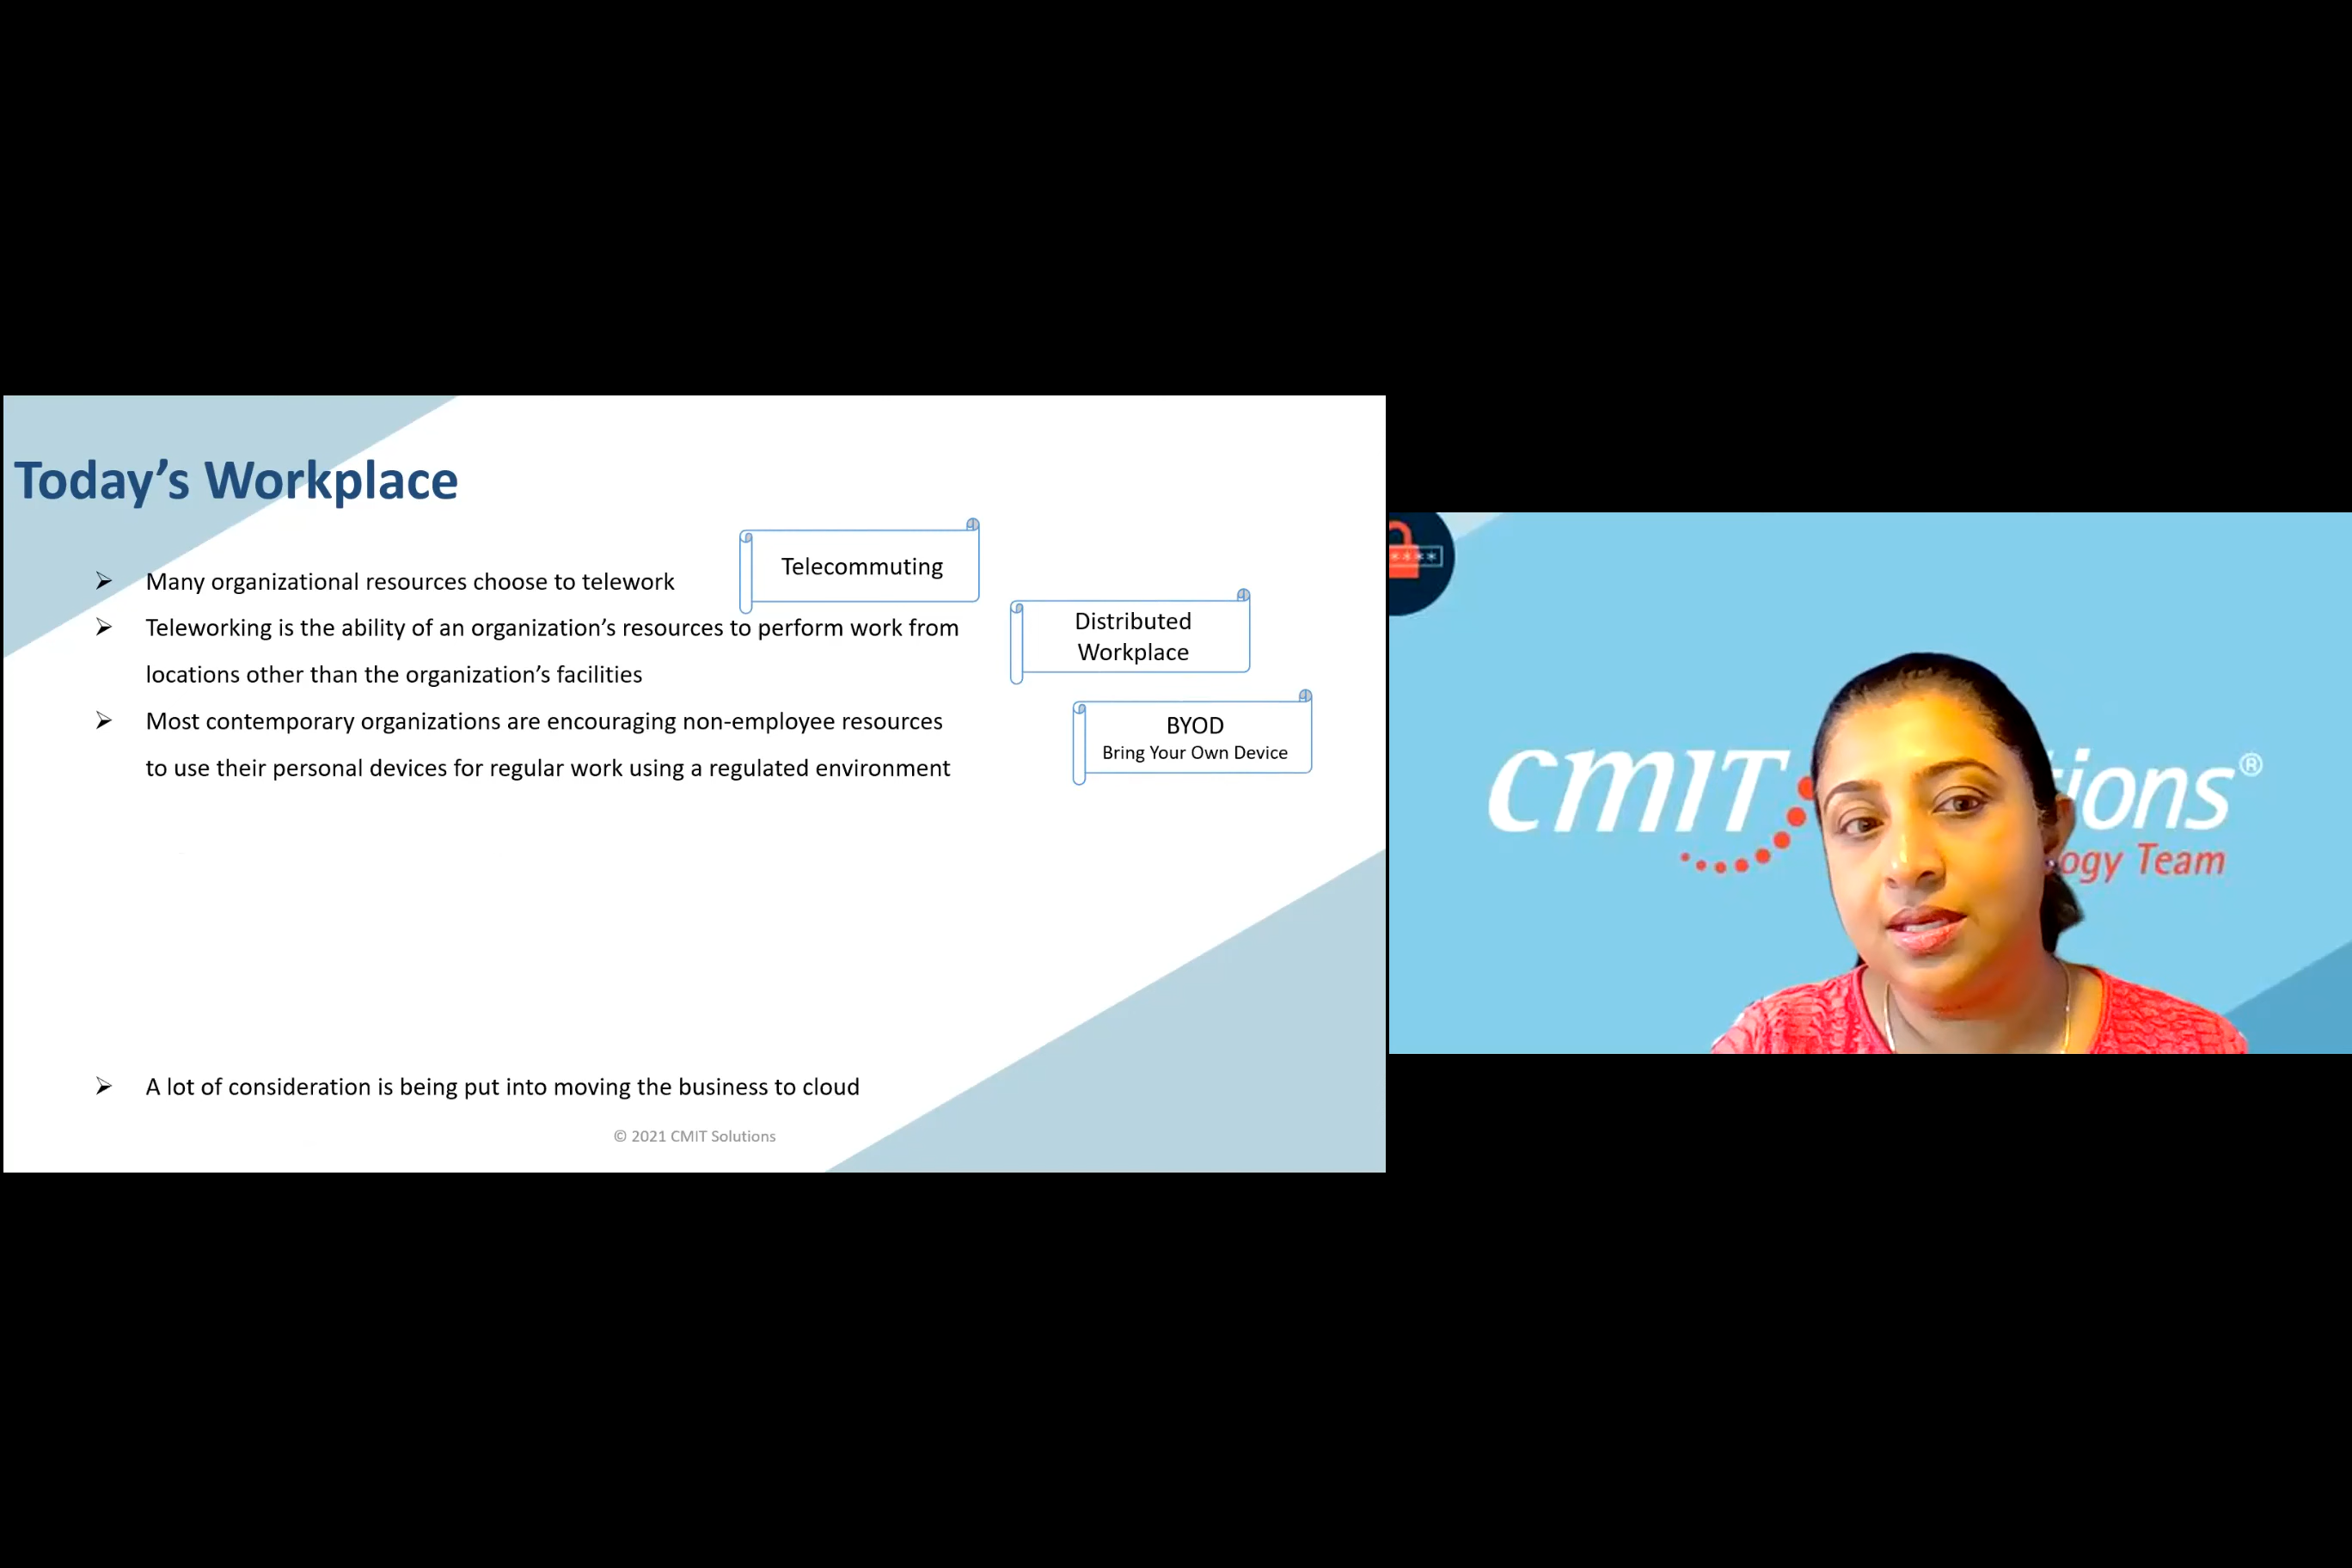 Today’s Workplace
Telecommuting
Many organizational resources choose to telework
Distributed
Workplace
Teleworking is the ability of an organization’s resources to perform work from
locations other than the organization’s facilities
BYOD
Bring Your Own Device
Most contemporary organizations are encouraging non-employee resources
to use their personal devices for regular work using a regulated environment
A lot of consideration is being put into moving the business to cloud
© 2021 CMIT Solutions
****
CMIT tions®
ogy Team